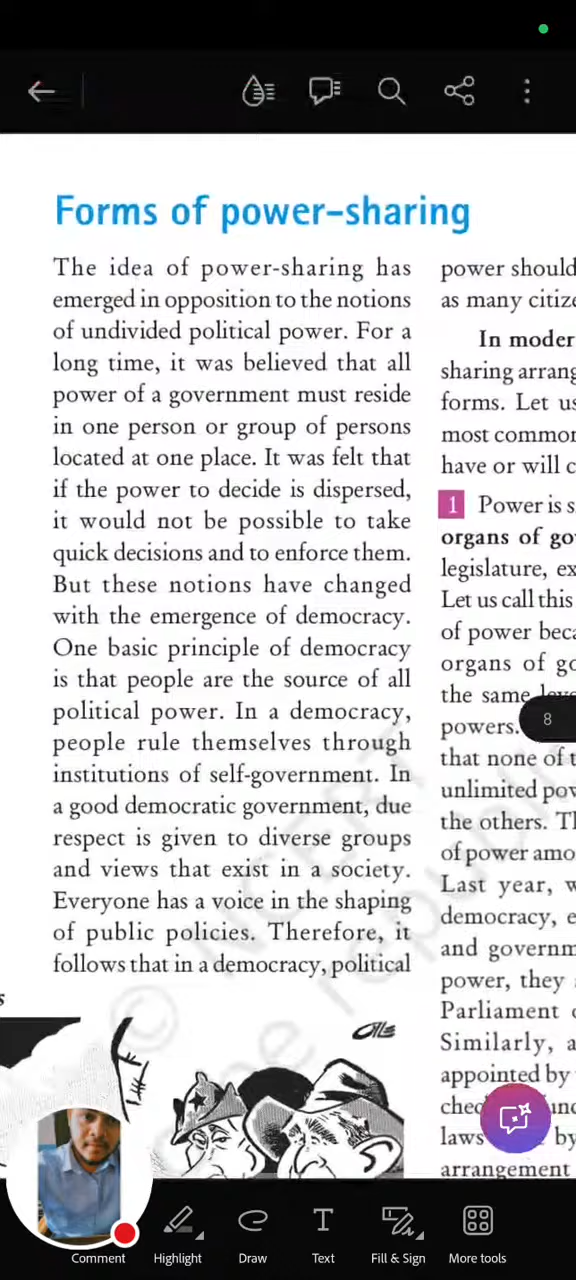 Forms of power-sharing
The idea of power-sharing has
emerged in opposition to the notions
of undivided political power. For a
long time, it was believed that all
power of a government must reside
in one person or group of persons
located at one place. It was felt that
if the power to decide is dispersed,
it would not be possible to take
quick decisions and to enforce them.
But these notions have changed
with the emergence of democracy.
One basic principle of democracy
is that people are the source of all
political power. In a democracy,
people rule themselves through
institutions of self-government. In
a good democratic government, due
respect is given to diverse groups
and views that exist in a society.
Everyone has a voice in the shaping
of public policies. Therefore, it
follows that in a democracy, political
power should
as many citize
In moder
sharing arrang
forms. Let us
most common
have or will c
1 Power is s
organs of go
legislature, ex
Let us call this
of power beca
organs of go
the same
powers.
8
that none of t
unlimited pow
the others. Th
of power amo
Last year, w
democracy, e
and governm
power, they
Parliament
Similarly, a
appointed by
laws by
arrangement
© NCERT
republi
Comment
Highlight
Draw
T
Text
Fill & Sign
More tools